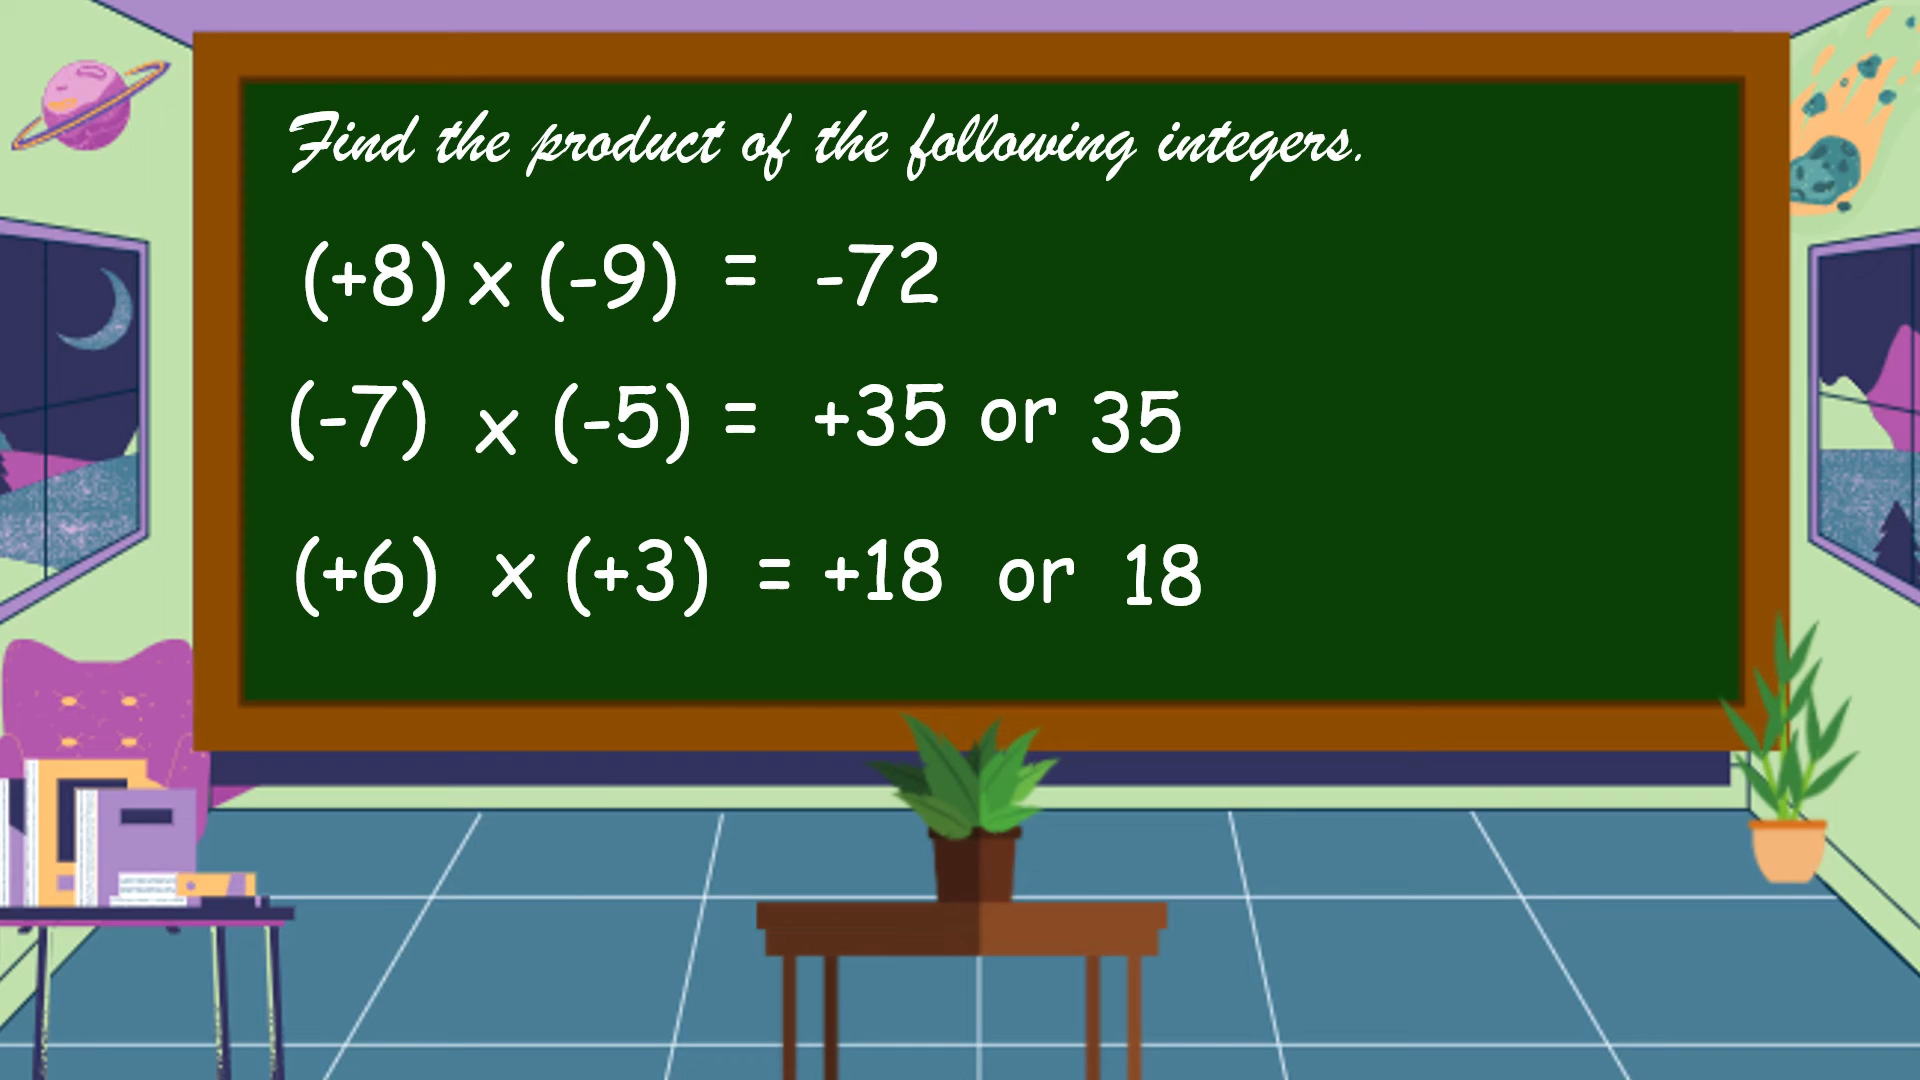 Find the product of the following integers.
(+8) x (-9) = -72
(-7) x (-5) = +35 or 35
(+6) x (+3) = +18 or 18